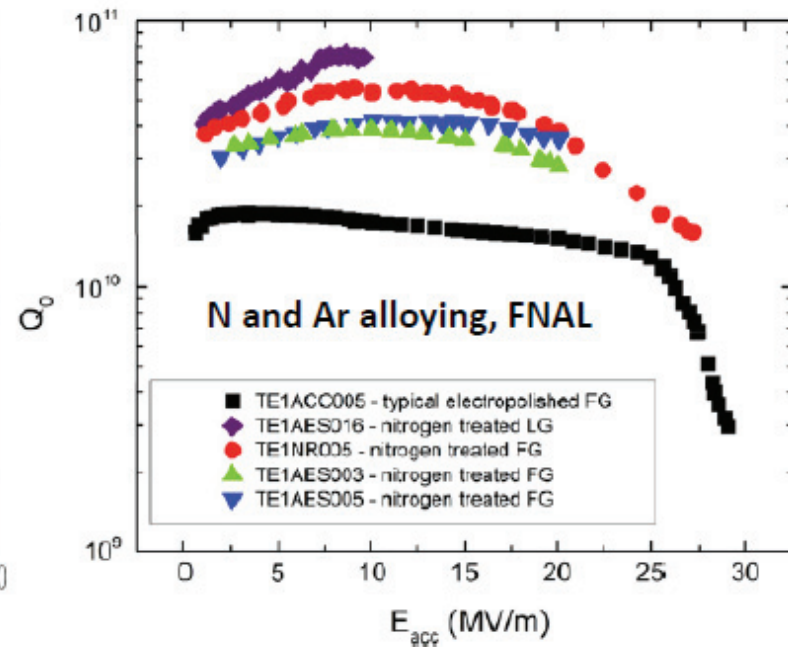 10¹¹
10¹⁰
10⁹
Q₀
N and Ar alloying, FNAL
TE1ACC005 - typical electropolished FG
TE1AES016 - nitrogen treated LG
TE1NR005 - nitrogen treated FG
TE1AES003 - nitrogen treated FG
TE1AES005 - nitrogen treated FG
0 5 10 15 20 25 30
E_acc (MV/m)